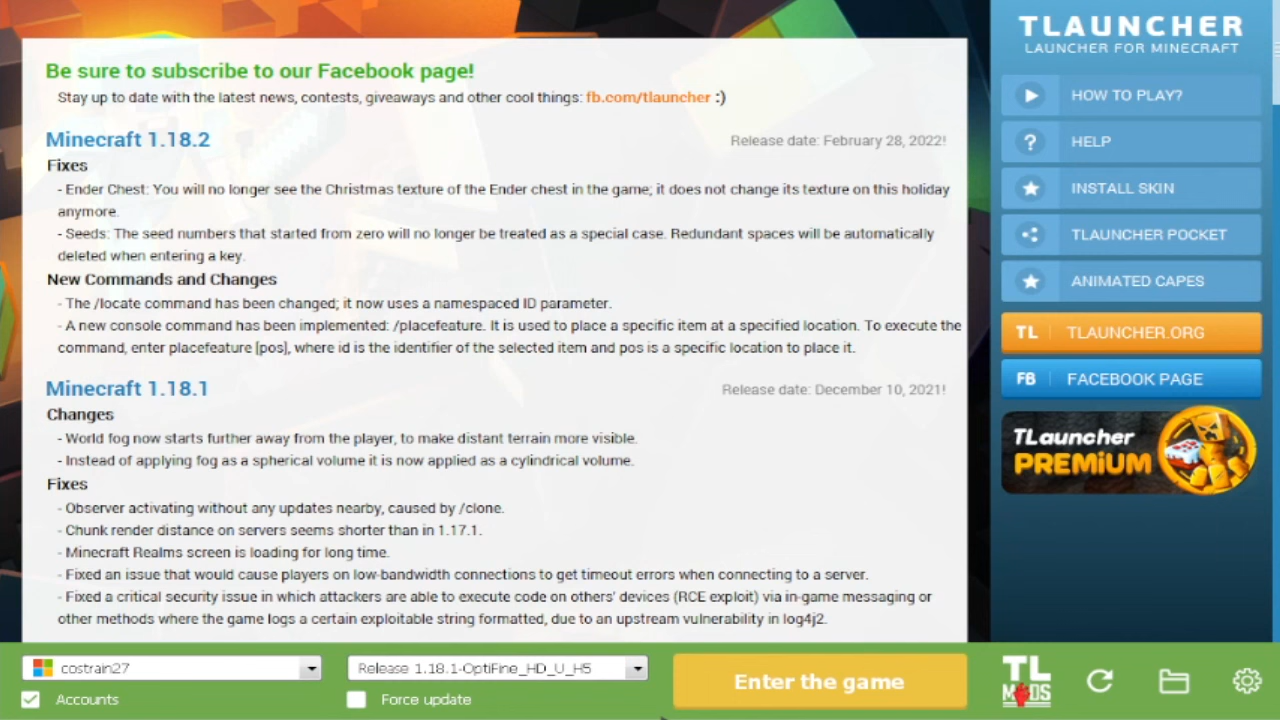 Be sure to subscribe to our Facebook page!
Stay up to date with the latest news, contests, giveaways and other cool things: fb.com/tlauncher :)
Minecraft 1.18.2
Release date: February 28, 2022!
Fixes
- Ender Chest: You will no longer see the Christmas texture of the Ender chest in the game; it does not change its texture on this holiday
anymore.
- Seeds: The seed numbers that started from zero will no longer be treated as a special case. Redundant spaces will be automatically
deleted when entering a key.
New Commands and Changes
- The /locate command has been changed; it now uses a namespaced ID parameter.
- A new console command has been implemented: /placefeature. It is used to place a specific item at a specified location. To execute the
command, enter placefeature [pos], where id is the identifier of the selected item and pos is a specific location to place it.
Minecraft 1.18.1
Release date: December 10, 2021!
Changes
- World fog now starts further away from the player, to make distant terrain more visible.
- Instead of applying fog as a spherical volume it is now applied as a cylindrical volume.
Fixes
- Observer activating without any updates nearby, caused by /clone.
- Chunk render distance on servers seems shorter than in 1.17.1.
- Minecraft Realms screen is loading for long time.
- Fixed an issue that would cause players on low-bandwidth connections to get timeout errors when connecting to a server.
- Fixed a critical security issue in which attackers are able to execute code on others' devices (RCE exploit) via in-game messaging or
other methods where the game logs a certain exploitable string formatted, due to an upstream vulnerability in log4j2.
TLAUNCHER
LAUNCHER FOR MINECRAFT
HOW TO PLAY?
? HELP
INSTALL SKIN
TLAUNCHER POCKET
ANIMATED CAPES
TL TLAUNCHER.ORG
FB FACEBOOK PAGE
TLauncher
PREMiUM
costrain27
Release 1.18.1-OptiFine_HD_U_H5
Enter the game
TL
MODS
Accounts
Force update